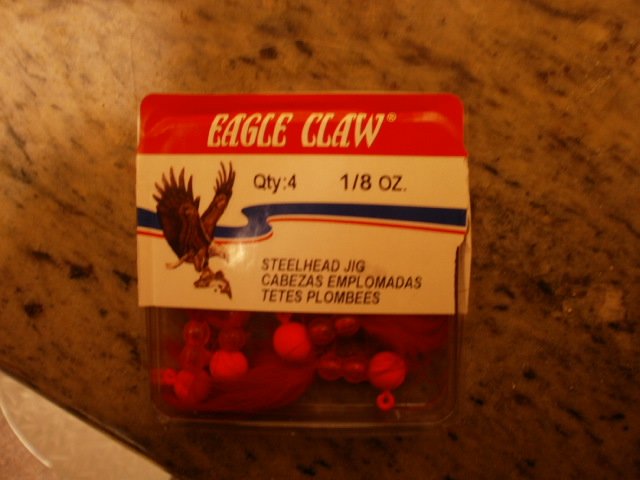 EAGLE CLAW®
Qty:4 1/8 OZ.
STEELHEAD JIG
CABEZAS EMPLOMADAS
TETES PLOMBEES